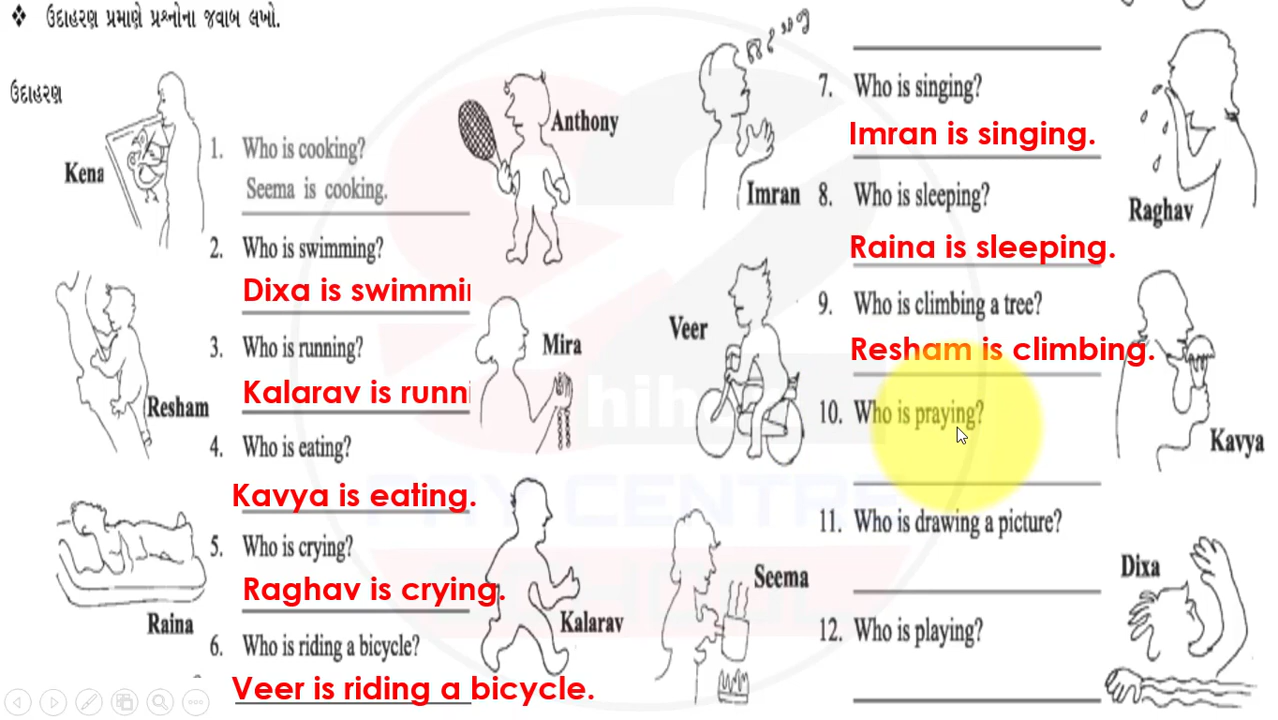 ❖ ઉદાહરણ પ્રમાણે પ્રશ્નોના જવાબ લખો.
ઉદાહરણ
Kena
1. Who is cooking?
Seema is cooking.
2. Who is swimming?
Dixa is swimmin
Resham
3. Who is running?
Kalarav is runni
4. Who is eating?
Kavya is eating.
Raina
5. Who is crying?
Raghav is crying.
6. Who is riding a bicycle?
Veer is riding a bicycle.
Anthony
Mira
Kalarav
Imran
Veer
Seema
7. Who is singing?
Imran is singing.
8. Who is sleeping?
Raina is sleeping.
9. Who is climbing a tree?
Resham is climbing.
10. Who is praying?
11. Who is drawing a picture?
12. Who is playing?
Raghav
Kavya
Dixa
CENTRE
SCHOOL